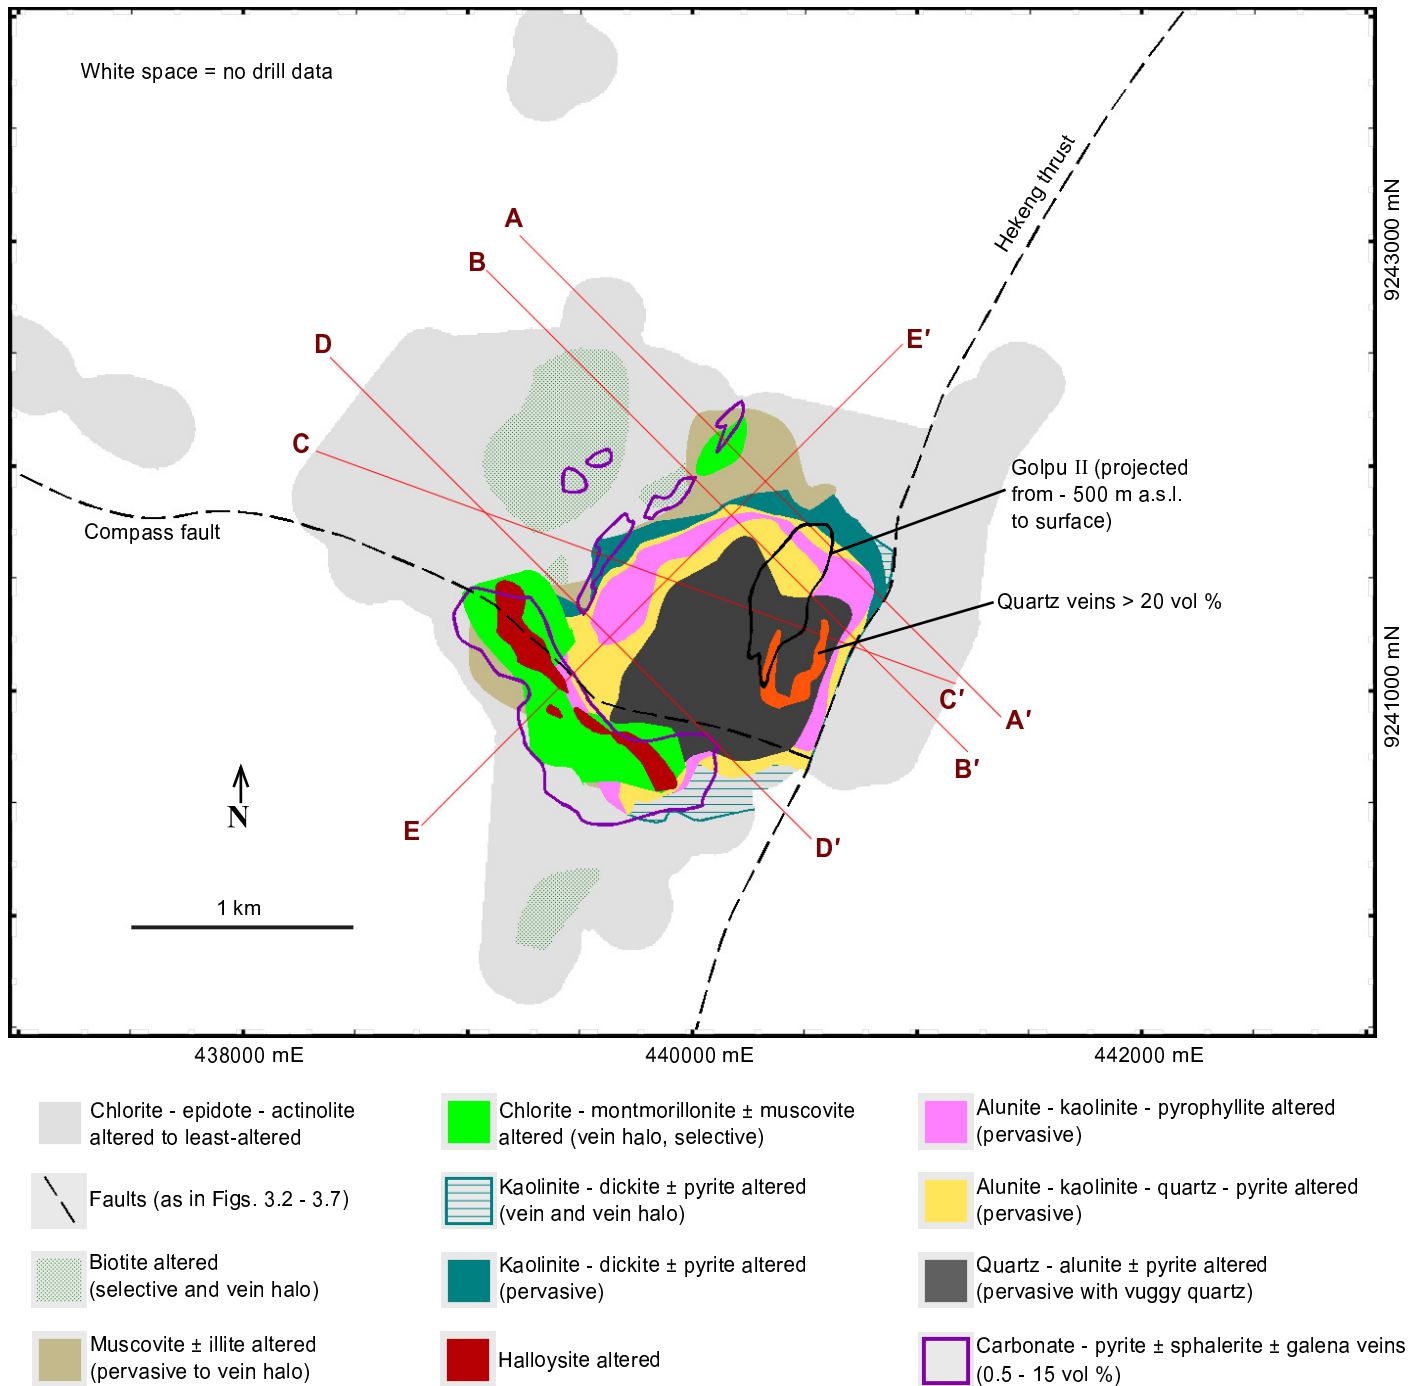 White space = no drill data
Hekeng thrust
9243000 mN
A
B
E′
D
C
Golpu II (projected
from - 500 m a.s.l.
to surface)
Compass fault
Quartz veins > 20 vol %
9241000 mN
C′
A′
B′
N
E
D′
1 km
438000 mE
440000 mE
442000 mE
Chlorite - epidote - actinolite
altered to least-altered
Faults (as in Figs. 3.2 - 3.7)
Biotite altered
(selective and vein halo)
Muscovite ± illite altered
(pervasive to vein halo)
Chlorite - montmorillonite ± muscovite
altered (vein halo, selective)
Kaolinite - dickite ± pyrite altered
(vein and vein halo)
Kaolinite - dickite ± pyrite altered
(pervasive)
Halloysite altered
Alunite - kaolinite - pyrophyllite altered
(pervasive)
Alunite - kaolinite - quartz - pyrite altered
(pervasive)
Quartz - alunite ± pyrite altered
(pervasive with vuggy quartz)
Carbonate - pyrite ± sphalerite ± galena veins
(0.5 - 15 vol %)